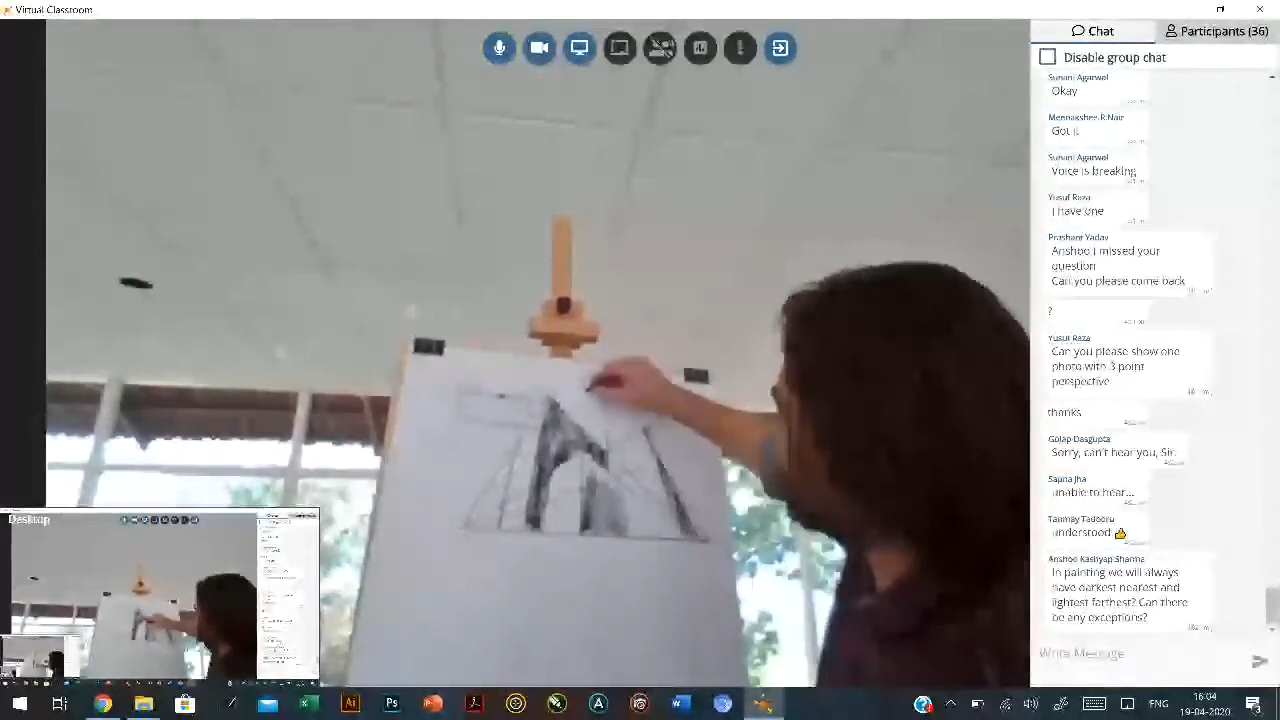 Virtual Classroom
Chat
Participants (36)
Disable group chat
Sunani Agarwal
Okay
Meenakshee R Nair
Got it
Sunani Agarwal
Voice is breaking
Yusuf Raza
I have one
Prashant Yadav
Anshoo I missed your
question
Can you please come back
?
Yusuf Raza
Can you please show one
photo with 3 point
perspective
thanks
Golap Dasgupta
Sorry, can't hear you, Sir.
Sapna Jha
unable to hear...
Tanmay Tadooru
understood 👍
Anshoo Kashyap Sharma
In painting we will always
have darkest nearest and
lightest farthest? Can there
be any exceptions?
Write Message
Desktop
Ai
Ps
ENG
16:04
19-04-2020